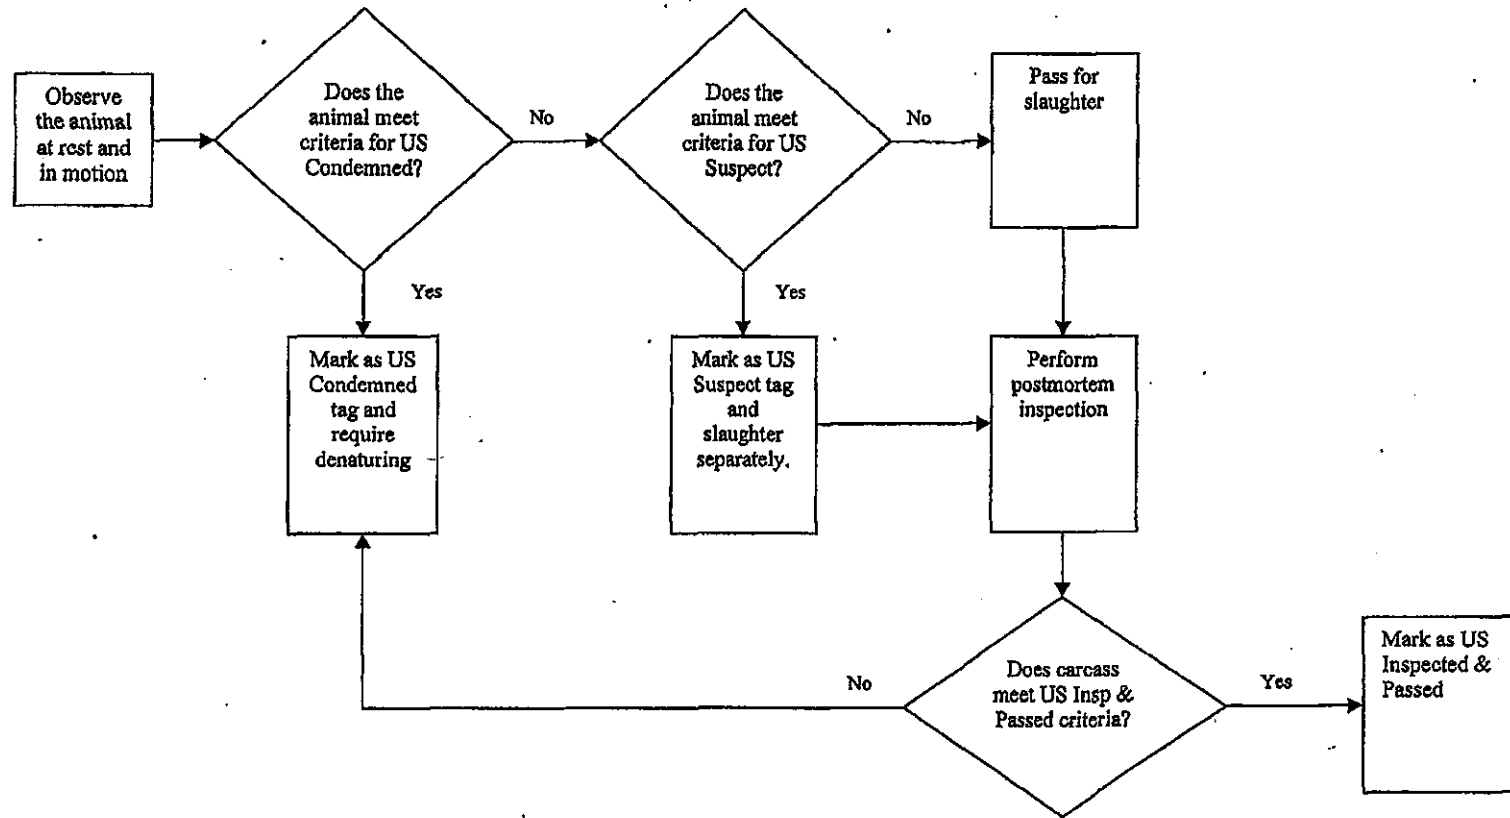 Observe
the animal
at rest and
in motion
Does the
animal meet
criteria for US
Condemned?
No
Does the
animal meet
criteria for US
Suspect?
No
Pass for
slaughter
Yes
Yes
Mark as US
Condemned
tag and
require
denaturing
Mark as US
Suspect tag
and
slaughter
separately.
Perform
postmortem
inspection
No
Does carcass
meet US Insp &
Passed criteria?
Yes
Mark as US
Inspected &
Passed